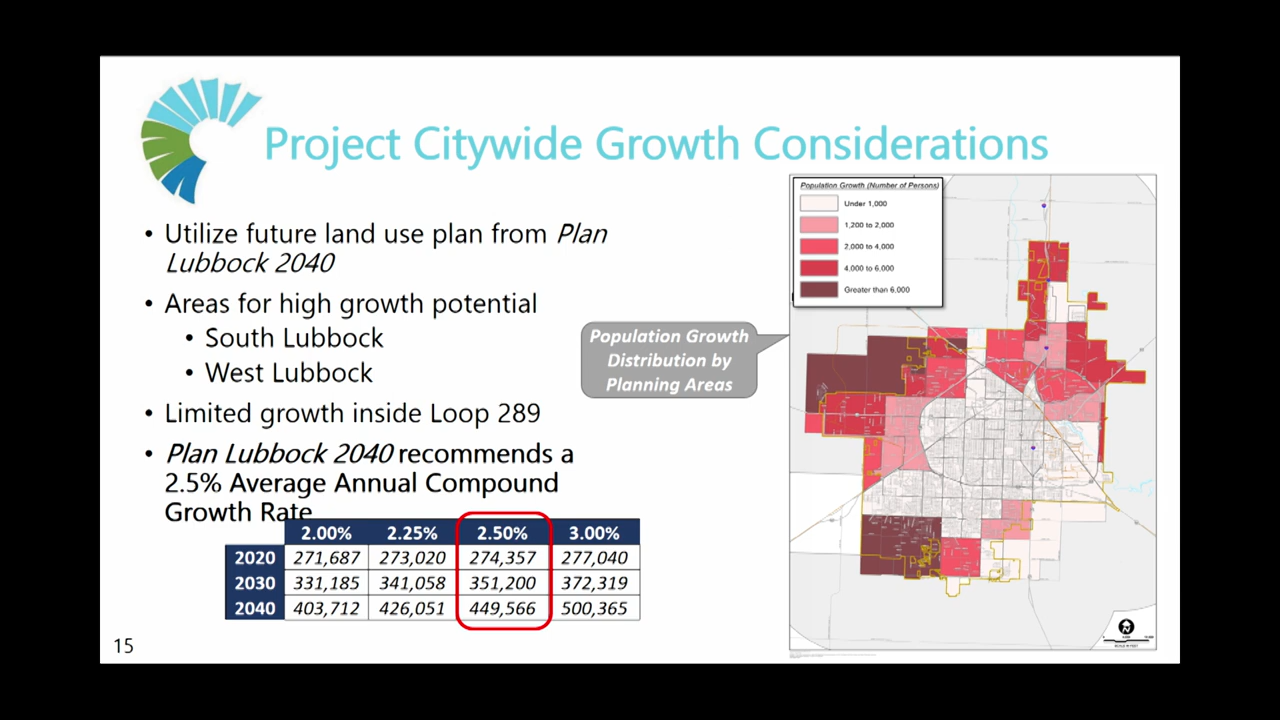 Project Citywide Growth Considerations
• Utilize future land use plan from Plan
Lubbock 2040
• Areas for high growth potential
• South Lubbock
• West Lubbock
• Limited growth inside Loop 289
• Plan Lubbock 2040 recommends a
2.5% Average Annual Compound
Growth Rate
2.00% 2.25% 2.50% 3.00%
2020 271,687 273,020 274,357 277,040
2030 331,185 341,058 351,200 372,319
2040 403,712 426,051 449,566 500,365
15
Population Growth
Distribution by
Planning Areas
Population Growth (Number of Persons)
Under 1,000
1,200 to 2,000
2,000 to 4,000
4,000 to 6,000
Greater than 6,000
N
SCALE IN FEET